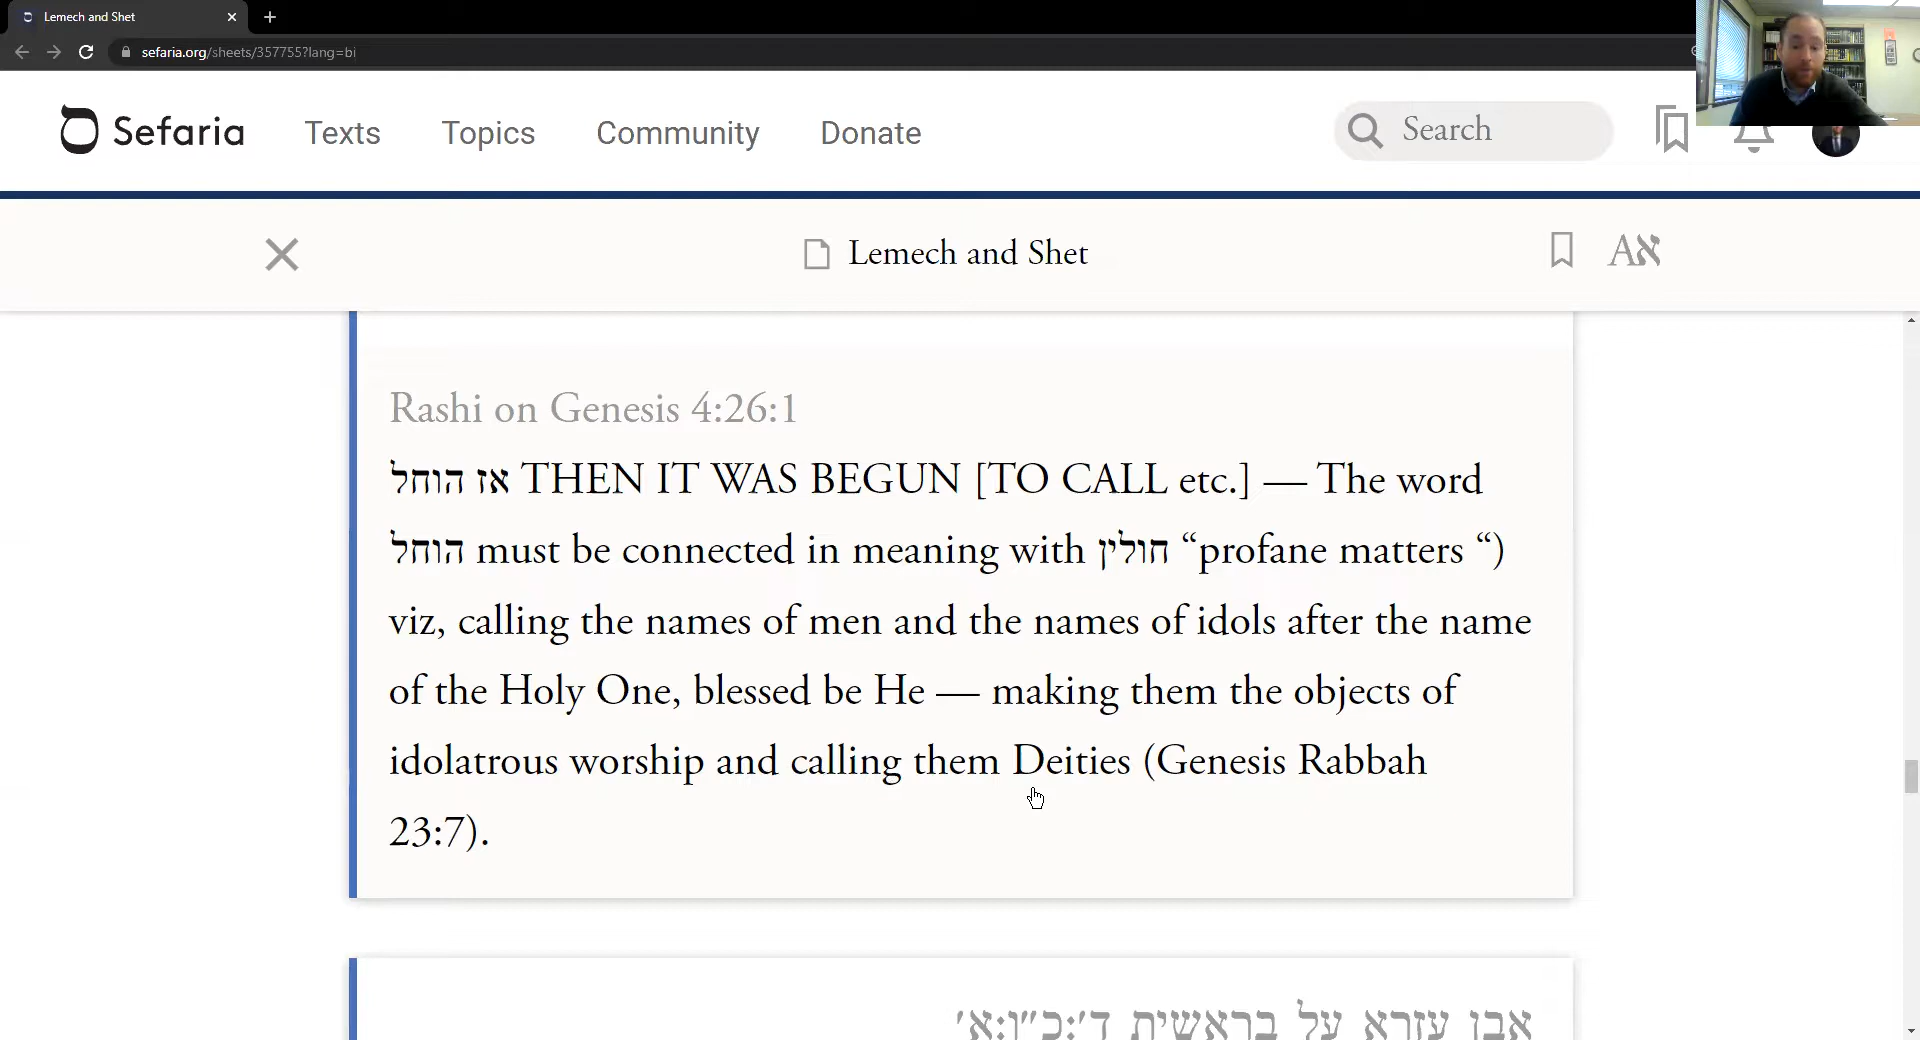 Lemech and Shet
sefaria.org/sheets/357755?lang=bi
Sefaria Texts Topics Community Donate Search
Lemech and Shet Aא
Rashi on Genesis 4:26:1
אז הוחל THEN IT WAS BEGUN [TO CALL etc.] — The word
הוחל must be connected in meaning with חולין “profane matters “)
viz, calling the names of men and the names of idols after the name
of the Holy One, blessed be He — making them the objects of
idolatrous worship and calling them Deities (Genesis Rabbah
23:7).
אבן עזרא על בראשית ד׳:כ״ו:א׳